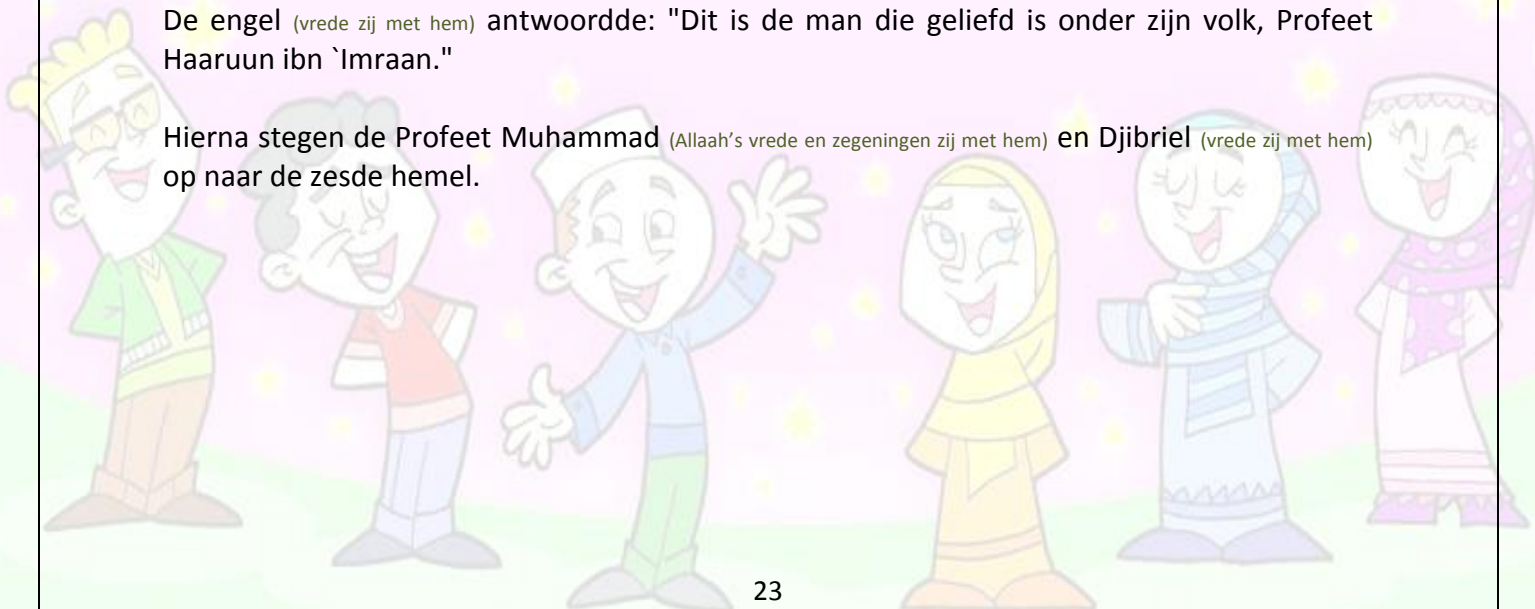 De engel (vrede zij met hem) antwoordde: "Dit is de man die geliefd is onder zijn volk, Profeet
Haaruun ibn `Imraan."
Hierna stegen de Profeet Muhammad (Allaah's vrede en zegeningen zij met hem) en Djibriel (vrede zij met hem)
op naar de zesde hemel.
23